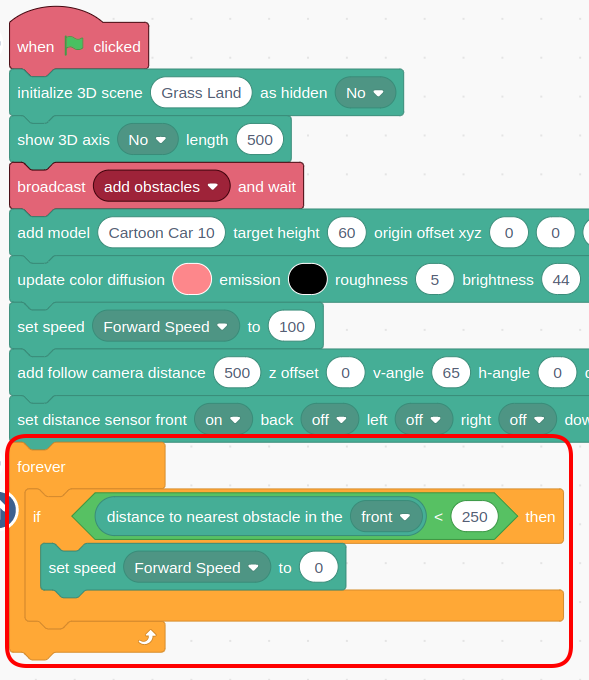 when clicked
initialize 3D scene Grass Land as hidden No
show 3D axis No length 500
broadcast add obstacles and wait
add model Cartoon Car 10 target height 60 origin offset xyz 0 0
update color diffusion emission roughness 5 brightness 44
set speed Forward Speed to 100
add follow camera distance 500 z offset 0 v-angle 65 h-angle 0
set distance sensor front on back off left off right off
forever
if distance to nearest obstacle in the front < 250 then
set speed Forward Speed to 0